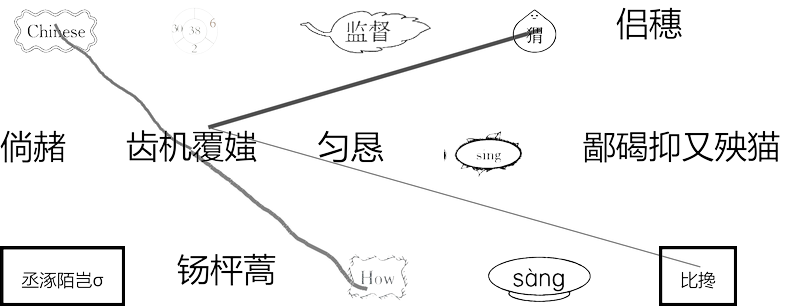 Chinese
30 38 6
2
监督
猬
侣穗
倘赭
齿机覆媸
匀恳
sing
鄙碣抑又殃猫
丞涿陌岂σ
钖枰蒿
How
sàng
比搀